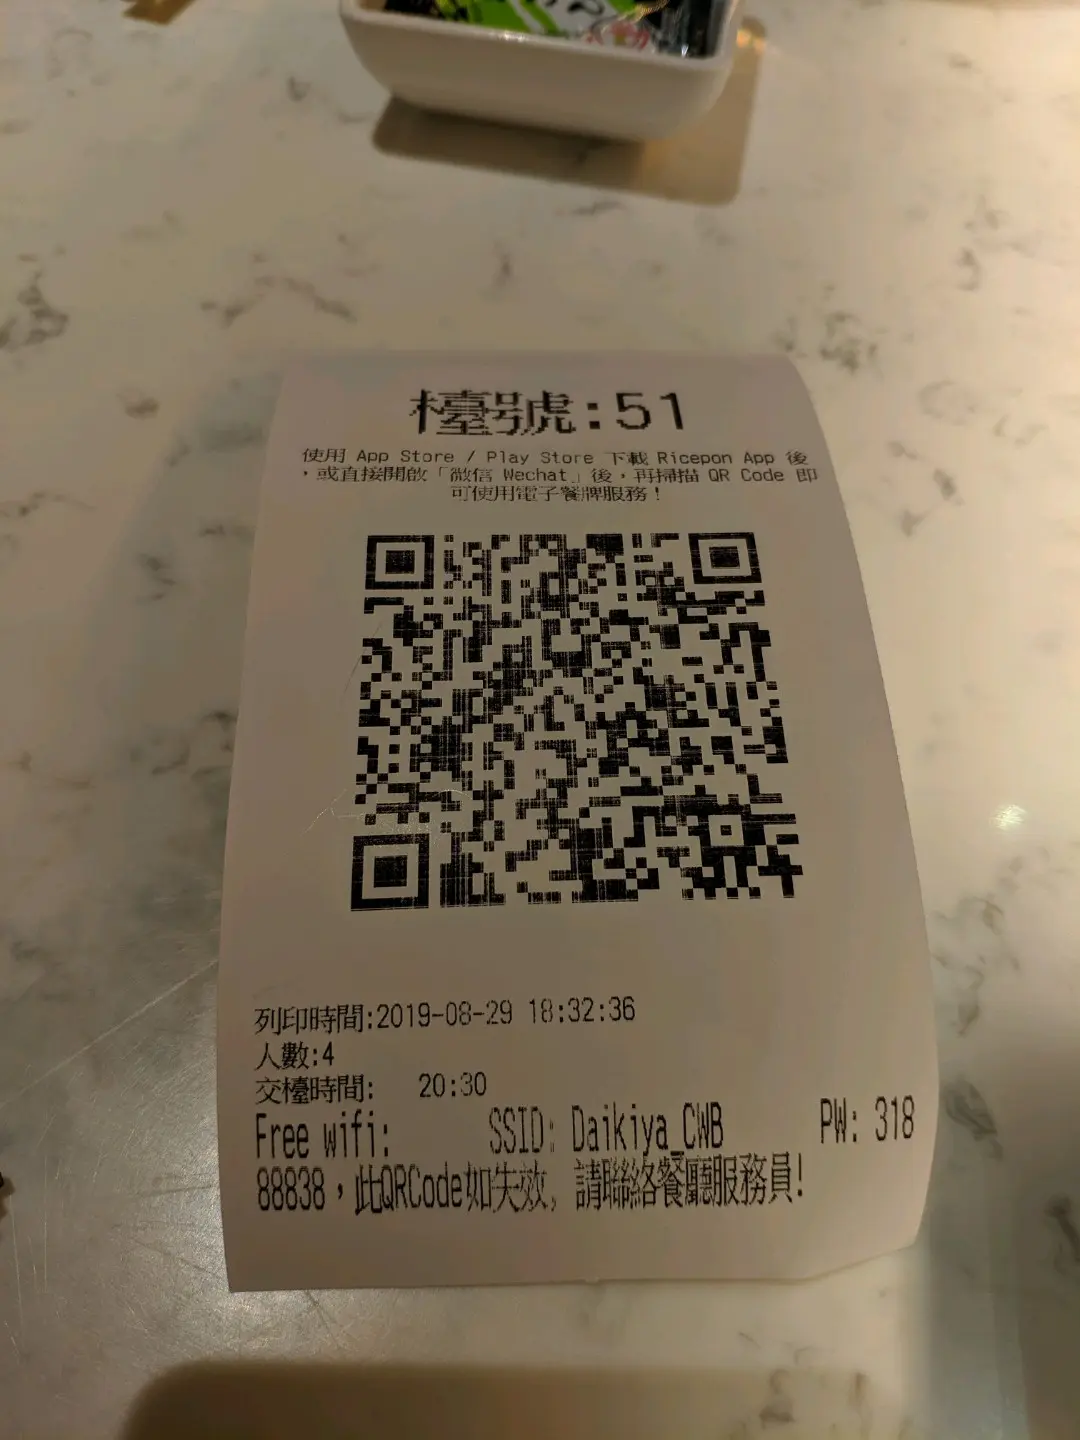 檯號:51
使用 App Store / Play Store 下載 Ricepon App 後
，或直接開啟「微信 Wechat」後，再掃描 QR Code 即
可使用電子餐牌服務！
列印時間:2019-08-29 18:32:36
人數:4
交檯時間: 20:30
Free wifi: SSID: Daikiya_CWB PW: 318
88838，此QRCode如失效, 請聯絡餐廳服務員!